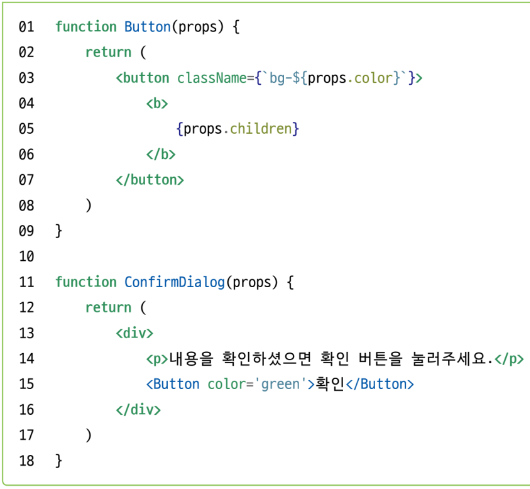 01 function Button(props) {
02     return (
03         <button className={`bg-${props.color}`}>
04             <b>
05                 {props.children}
06             </b>
07         </button>
08     )
09 }
10
11 function ConfirmDialog(props) {
12     return (
13         <div>
14             <p>내용을 확인하셨으면 확인 버튼을 눌러주세요.</p>
15             <Button color='green'>확인</Button>
16         </div>
17     )
18 }